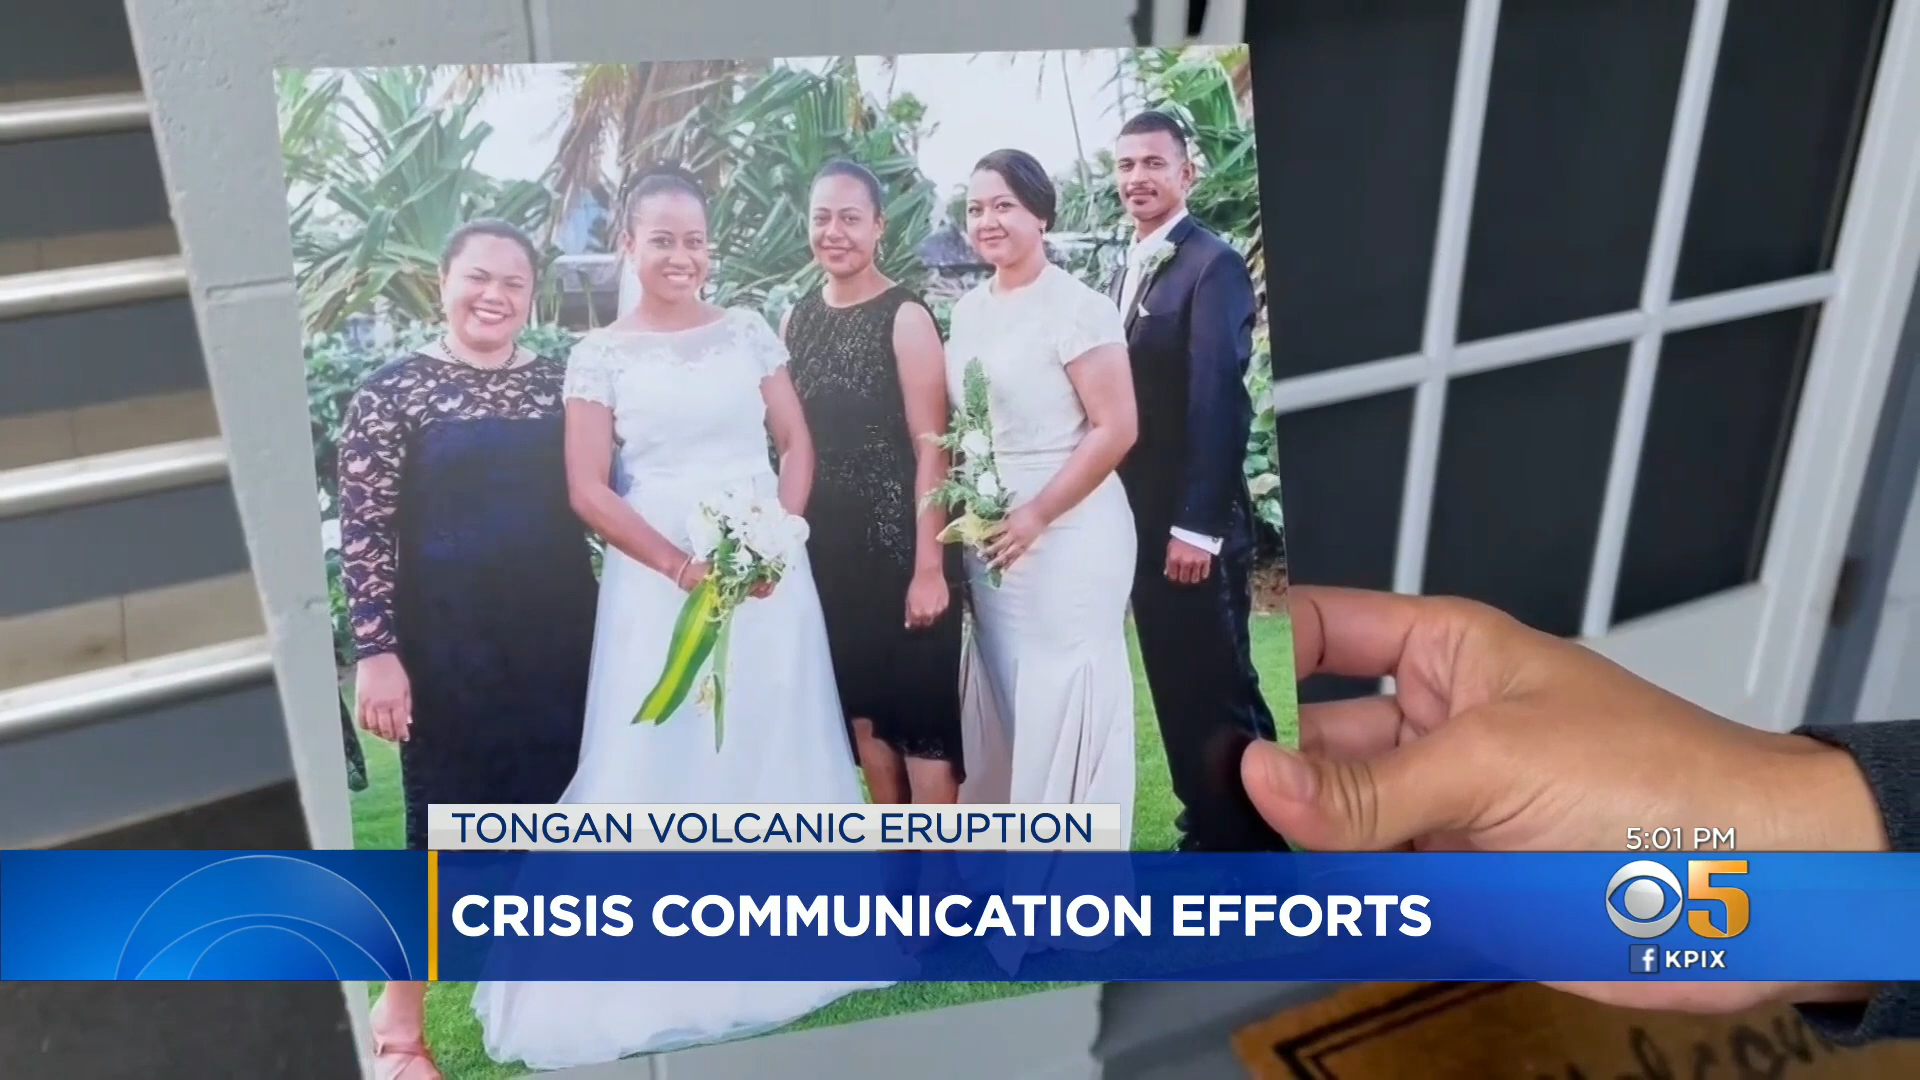 TONGAN VOLCANIC ERUPTION
5:01 PM
CRISIS COMMUNICATION EFFORTS
5
f KPIX